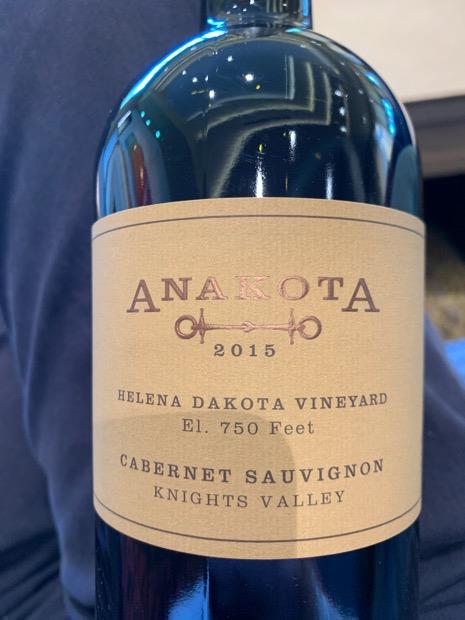 ANAKOTA
2015
HELENA DAKOTA VINEYARD
El. 750 Feet
CABERNET SAUVIGNON
KNIGHTS VALLEY